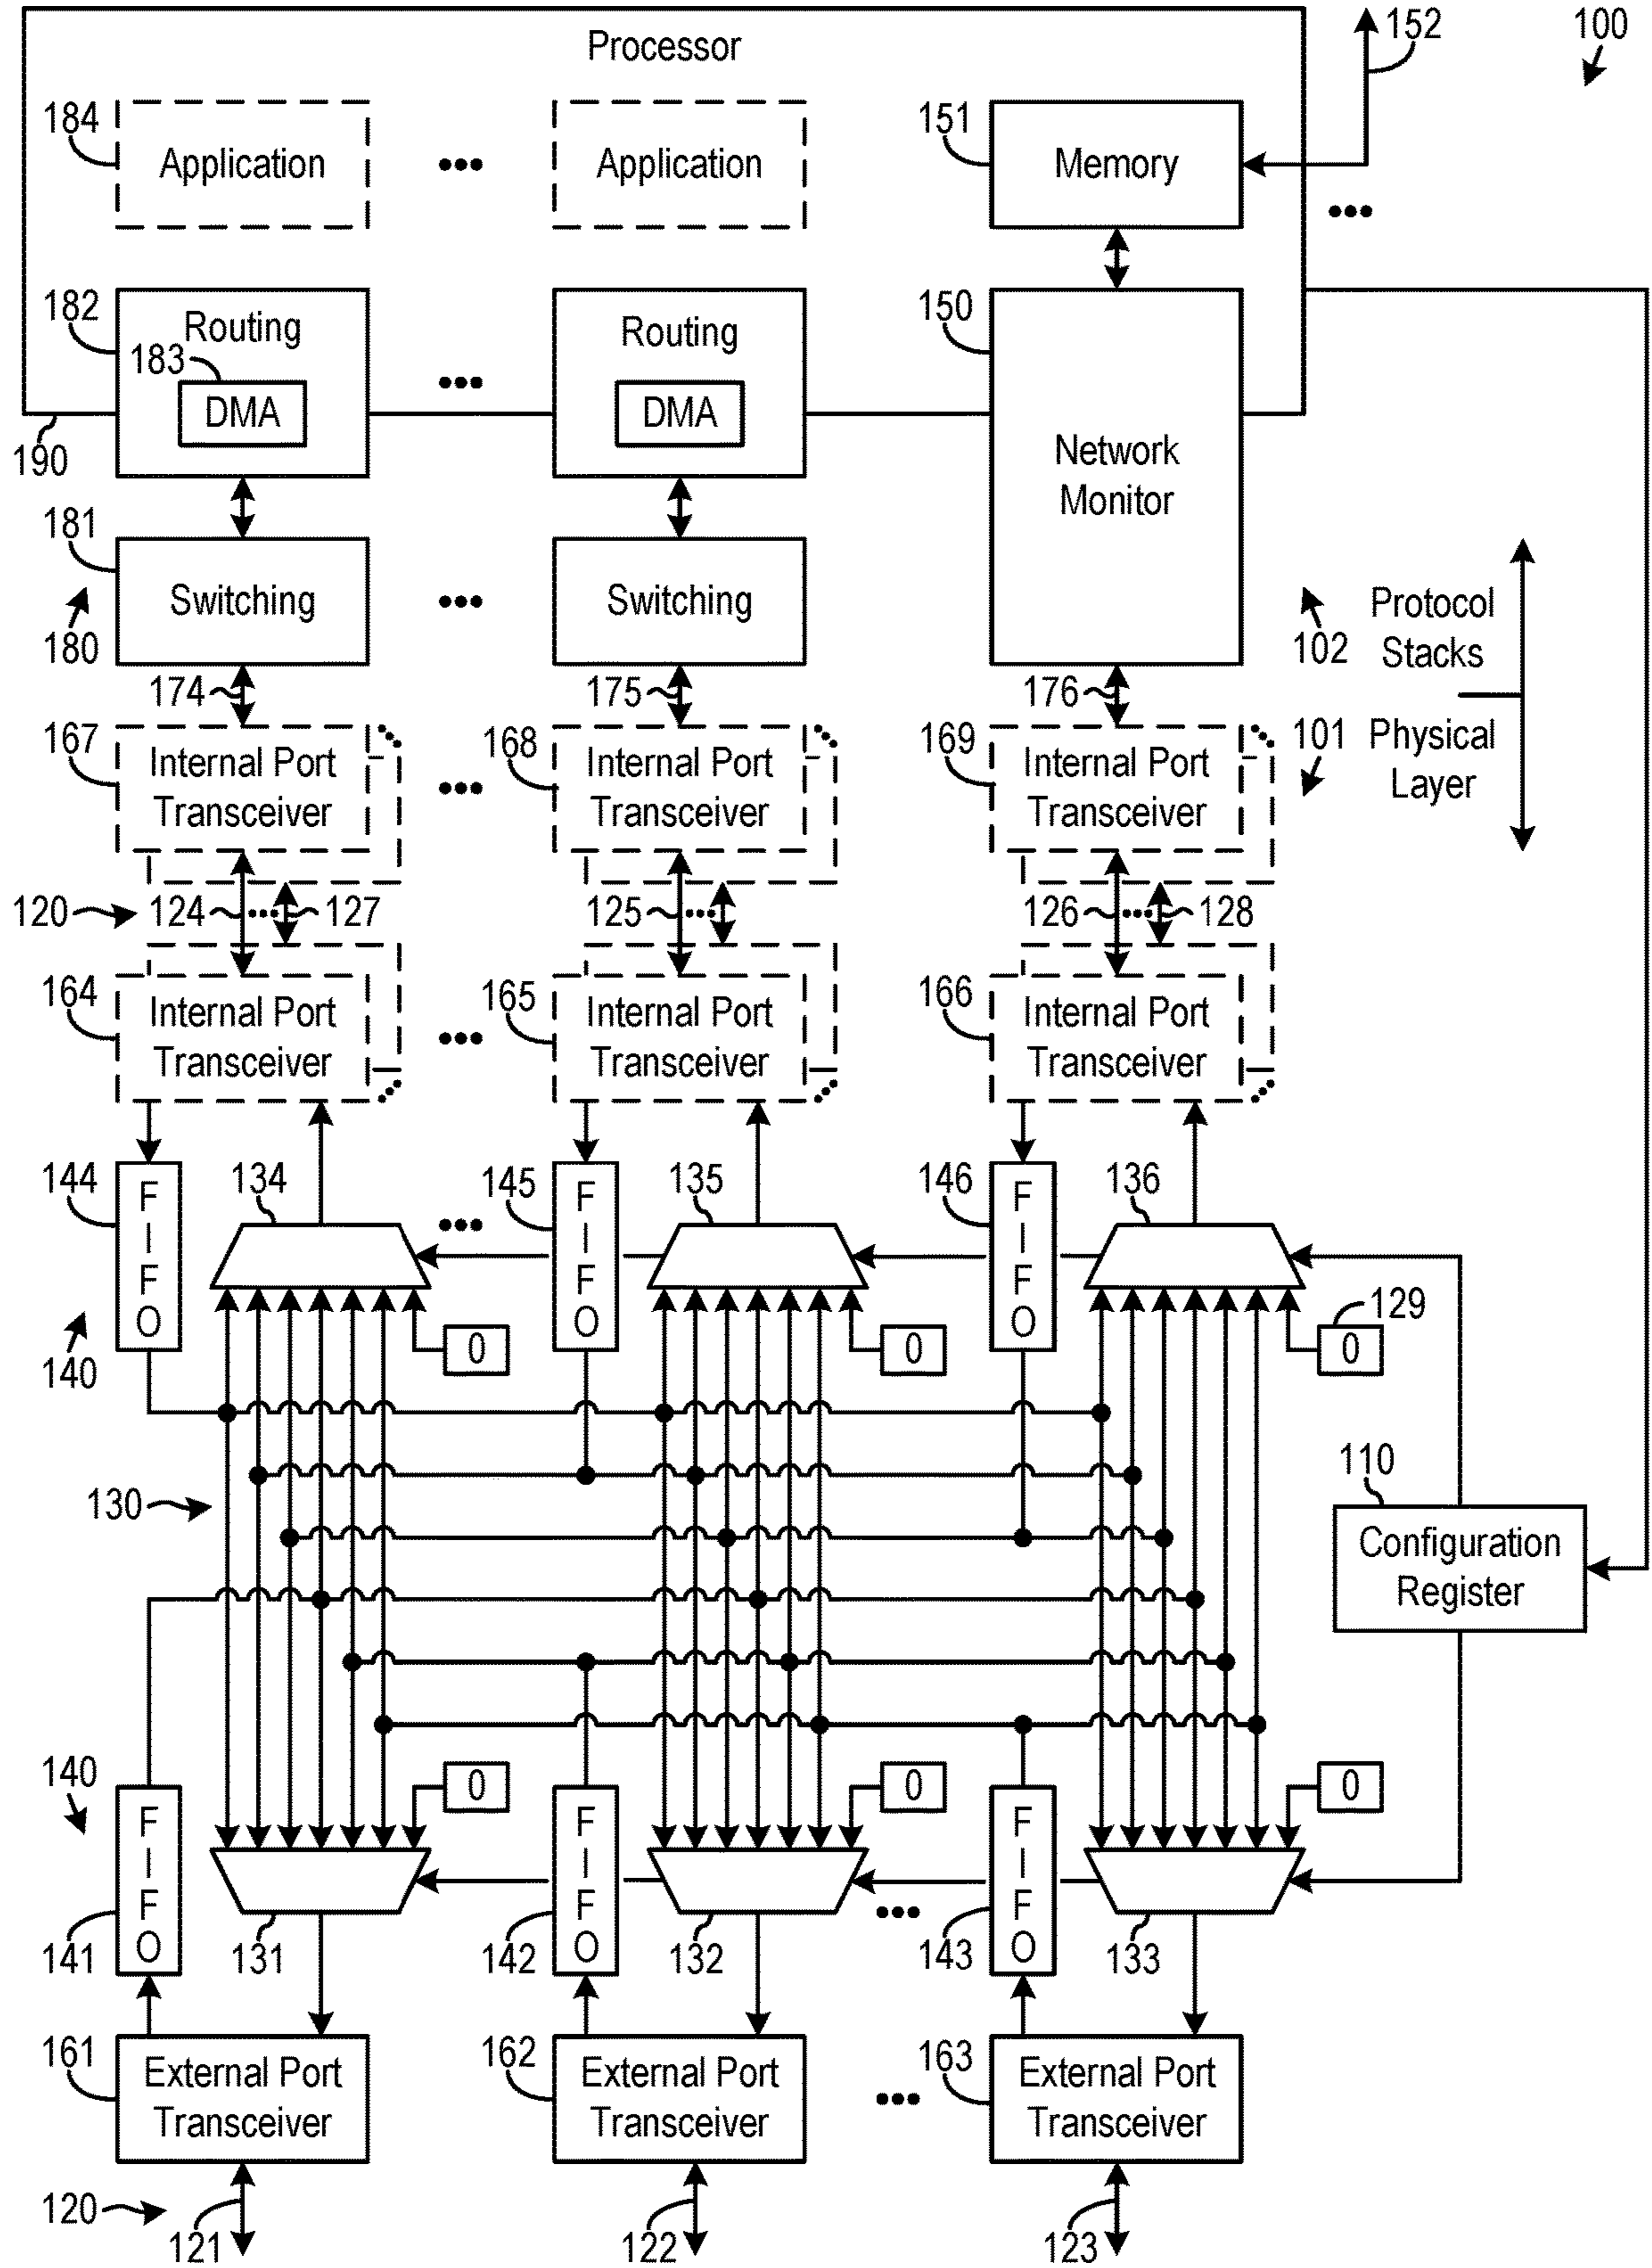 Processor
152
100
184
Application
•••
Application
151
Memory
•••
182
Routing
183
DMA
•••
Routing
DMA
150
Network
Monitor
190
181
Switching
180
•••
Switching
102
Protocol
Stacks
174
175
176
167
Internal Port
Transceiver
•••
168
Internal Port
Transceiver
169
Internal Port
Transceiver
101
Physical
Layer
120
124
•••
127
125
•••
126
•••
128
164
Internal Port
Transceiver
•••
165
Internal Port
Transceiver
166
Internal Port
Transceiver
144
FIFO
134
•••
145
FIFO
135
146
FIFO
136
140
0
0
129
0
130
110
Configuration
Register
140
0
0
0
141
FIFO
131
142
FIFO
132
•••
143
FIFO
133
161
External Port
Transceiver
162
External Port
Transceiver
•••
163
External Port
Transceiver
120
121
122
123